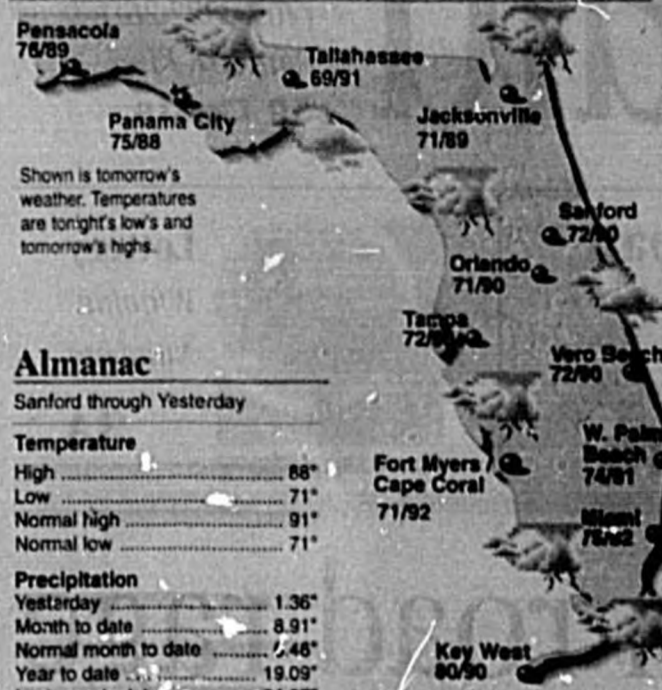 Pensacola
76/89
Tallahassee
69/91
Panama City
75/88
Jacksonville
71/89
Shown is tomorrow's
weather. Temperatures
are tonight's low's and
tomorrow's highs.
Sanford
Orlando
71/90
Tampa
Vero Beach
72/90
Almanac
Sanford through Yesterday
Temperature
High 88°
Low 71°
Normal high 91°
Normal low 71°
W. Palm
Beach
Fort Myers/
Cape Coral
71/92
Miami
Precipitation
Yesterday 1.36"
Month to date 8.91"
Normal month to date
Year to date 19.09"
Key West
80/90